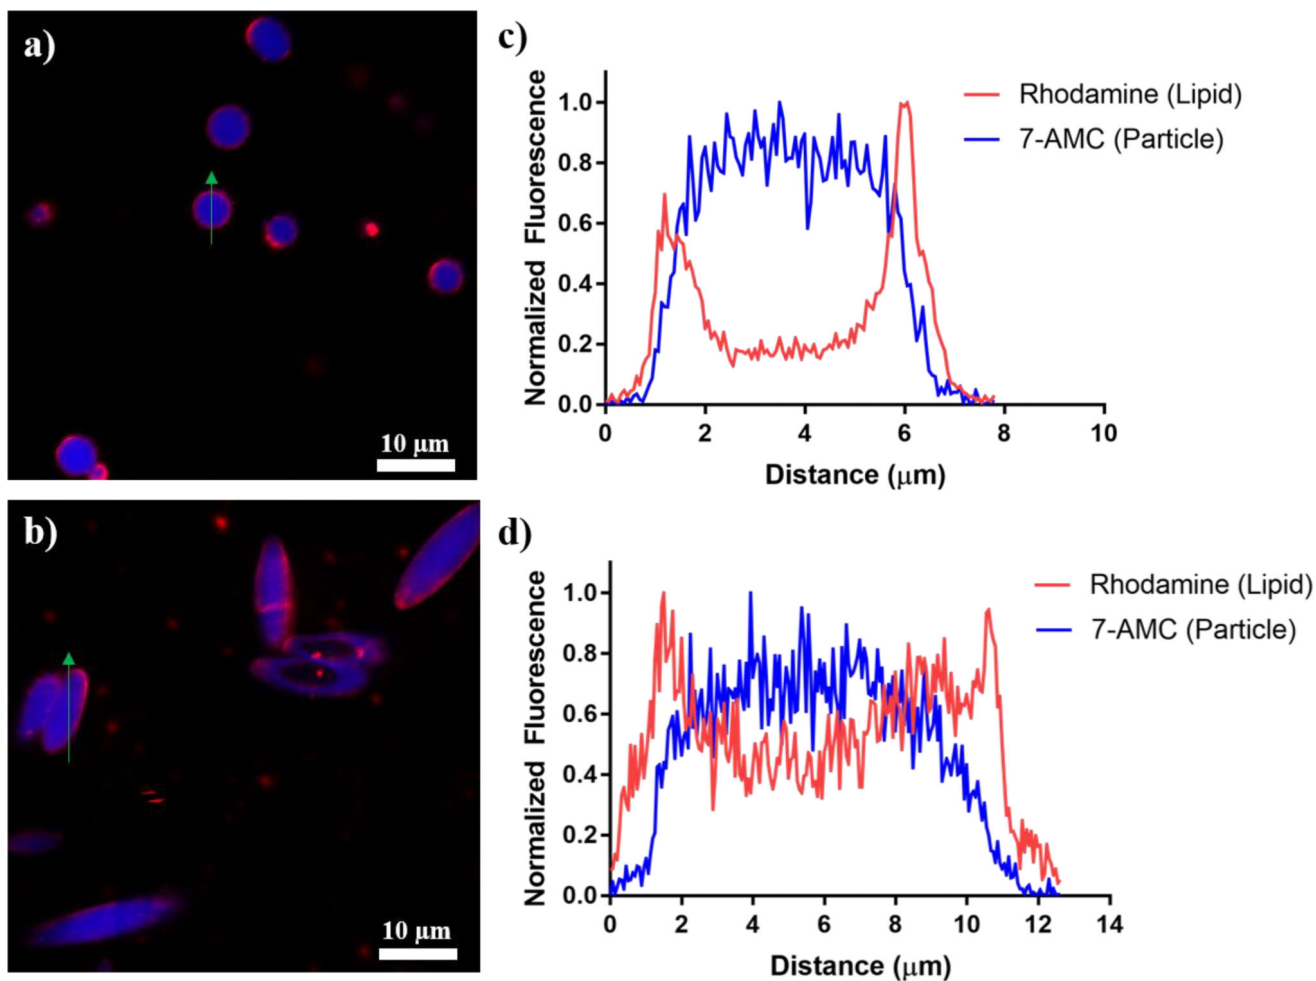 a)
10 μm
c)
Normalized Fluorescence
1.0
0.8
0.6
0.4
0.2
0.0
0
2
4
6
8
10
Distance (μm)
Rhodamine (Lipid)
7-AMC (Particle)
b)
10 μm
d)
Normalized Fluorescence
1.0
0.8
0.6
0.4
0.2
0.0
0
2
4
6
8
10
12
14
Distance (μm)
Rhodamine (Lipid)
7-AMC (Particle)